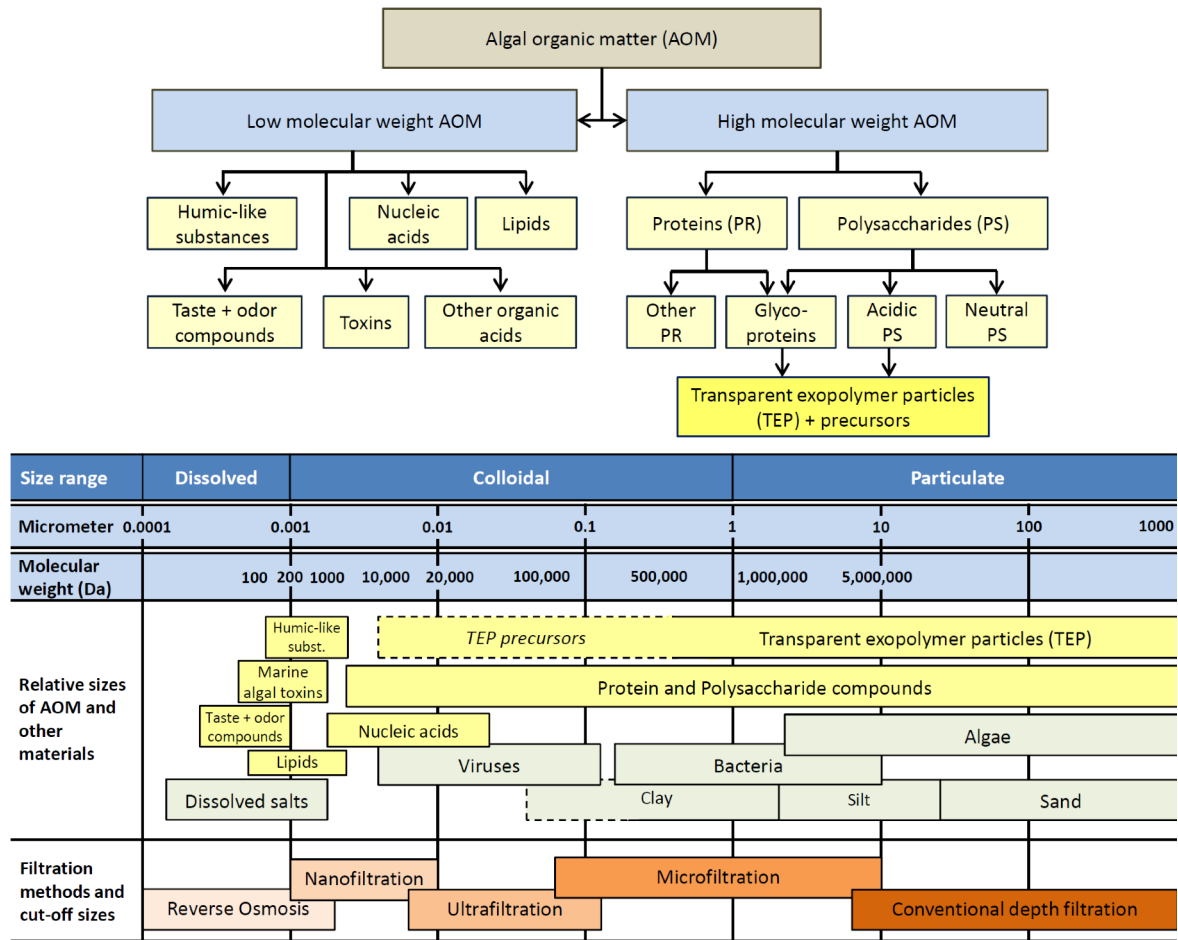 Algal organic matter (AOM)
Low molecular weight AOM
High molecular weight AOM
Humic-like
substances
Nucleic
acids
Lipids
Proteins (PR)
Polysaccharides (PS)
Taste + odor
compounds
Toxins
Other organic
acids
Other
PR
Glyco-
proteins
Acidic
PS
Neutral
PS
Transparent exopolymer particles
(TEP) + precursors
Size range Dissolved Colloidal Particulate
Micrometer 0.0001 0.001 0.01 0.1 1 10 100 1000
Molecular
weight (Da)
100 200 1000 10,000 20,000 100,000 500,000 1,000,000 5,000,000
Relative sizes
of AOM and
other
materials
Humic-like
subst.
TEP precursors
Transparent exopolymer particles (TEP)
Marine
algal toxins
Protein and Polysaccharide compounds
Taste + odor
compounds
Nucleic acids
Algae
Lipids
Viruses
Bacteria
Dissolved salts
Clay
Silt
Sand
Filtration
methods and
cut-off sizes
Nanofiltration
Microfiltration
Reverse Osmosis
Ultrafiltration
Conventional depth filtration